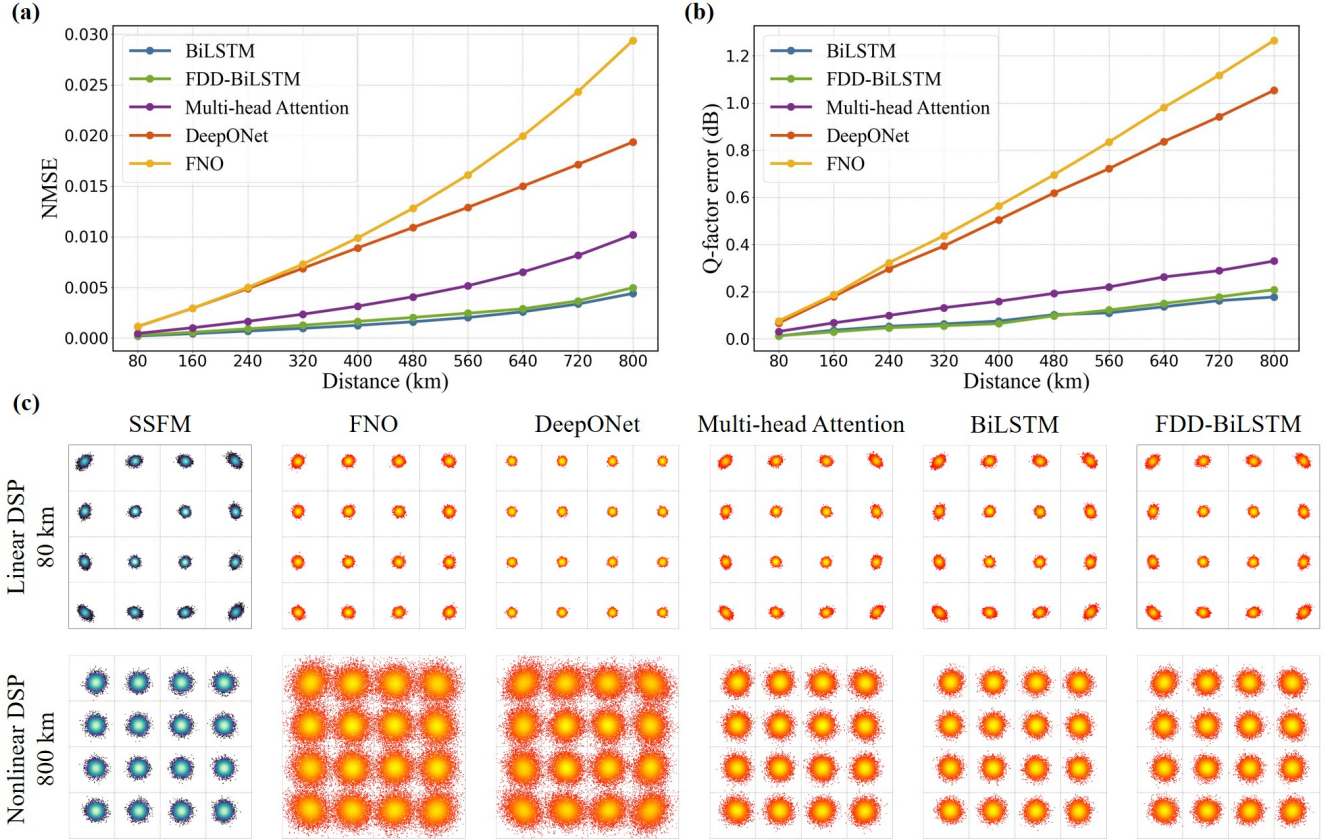 (a)
NMSE
0.030
0.025
0.020
0.015
0.010
0.005
0.000
BiLSTM
FDD-BiLSTM
Multi-head Attention
DeepONet
FNO
80 160 240 320 400 480 560 640 720 800
Distance (km)
(b)
Q-factor error (dB)
1.2
1.0
0.8
0.6
0.4
0.2
0.0
BiLSTM
FDD-BiLSTM
Multi-head Attention
DeepONet
FNO
80 160 240 320 400 480 560 640 720 800
Distance (km)
(c)
SSFM FNO DeepONet Multi-head Attention BiLSTM FDD-BiLSTM
Linear DSP
80 km
Nonlinear DSP
800 km